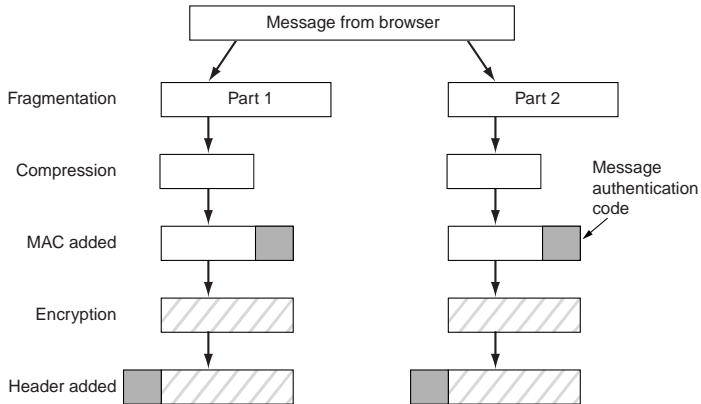 Message from browser
Fragmentation
Part 1
Part 2
Compression
Message
authentication
code
MAC added
Encryption
Header added